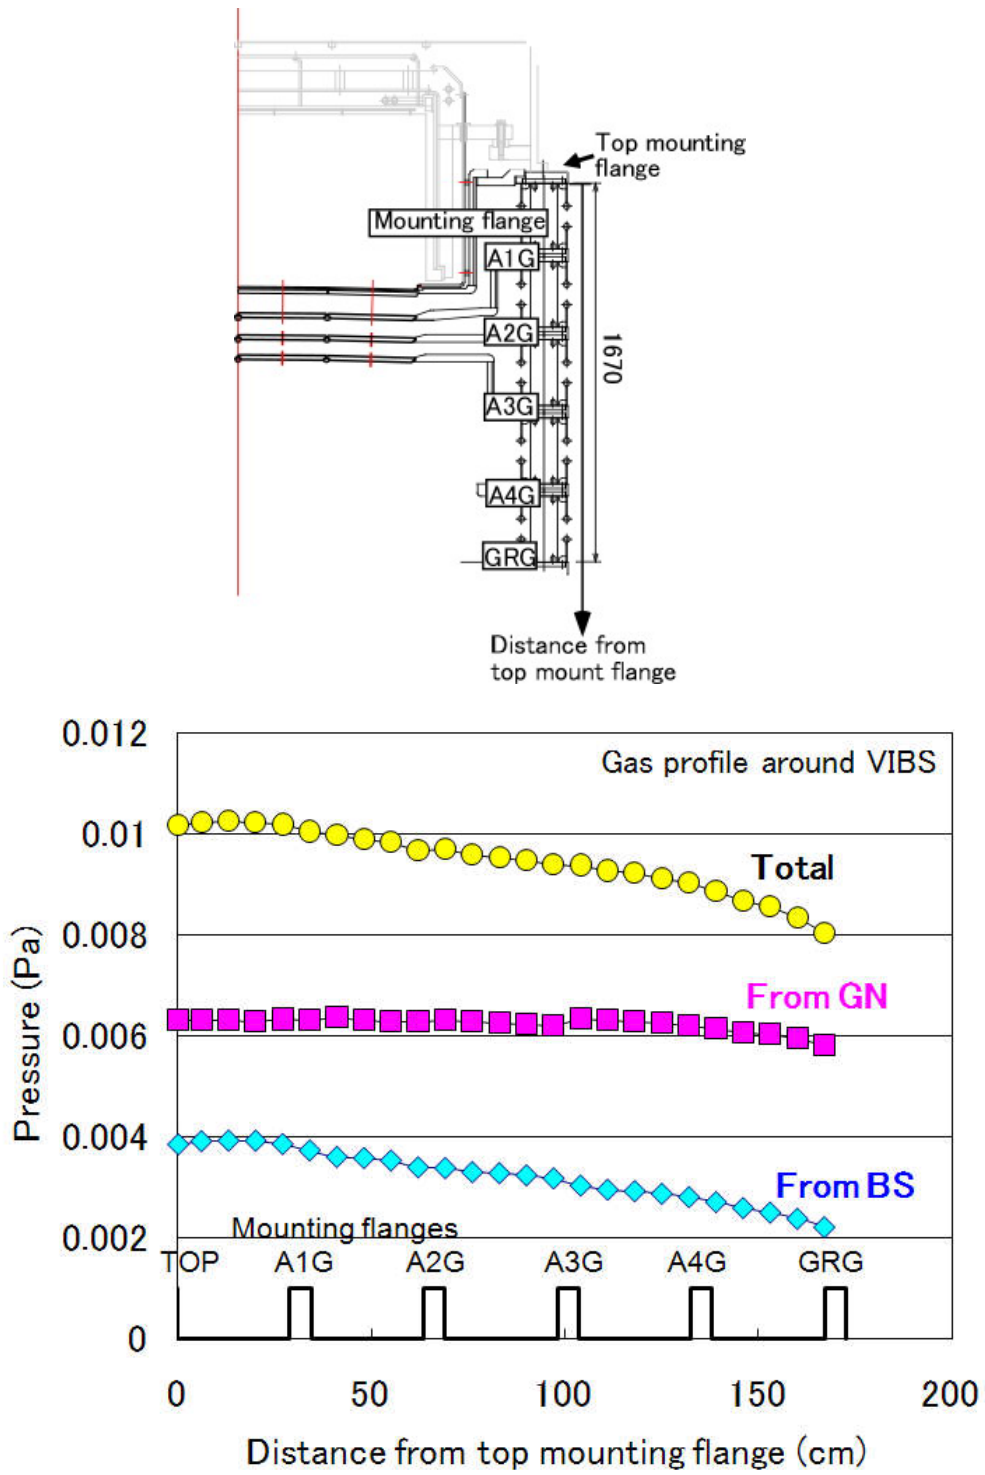 Top mounting
flange
Mounting flange
A1G
A2G
1670
A3G
A4G
GRG
Distance from
top mount flange
0.012
Gas profile around VIBS
0.01
Total
0.008
From GN
0.006
0.004
From BS
Mounting flanges
0.002
TOP A1G A2G A3G A4G GRG
0
0 50 100 150 200
Pressure (Pa)
Distance from top mounting flange (cm)